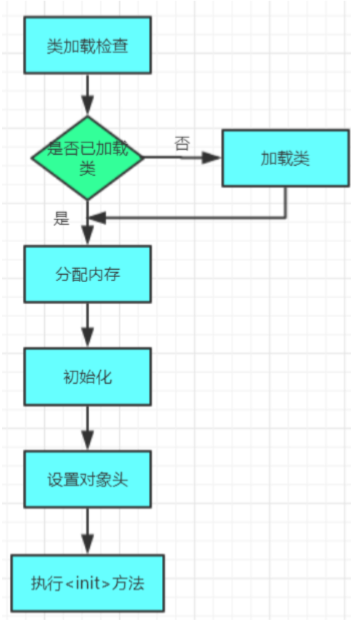 类加载检查
是否已加载
类
否
加载类
是
分配内存
初始化
设置对象头
执行<init>方法